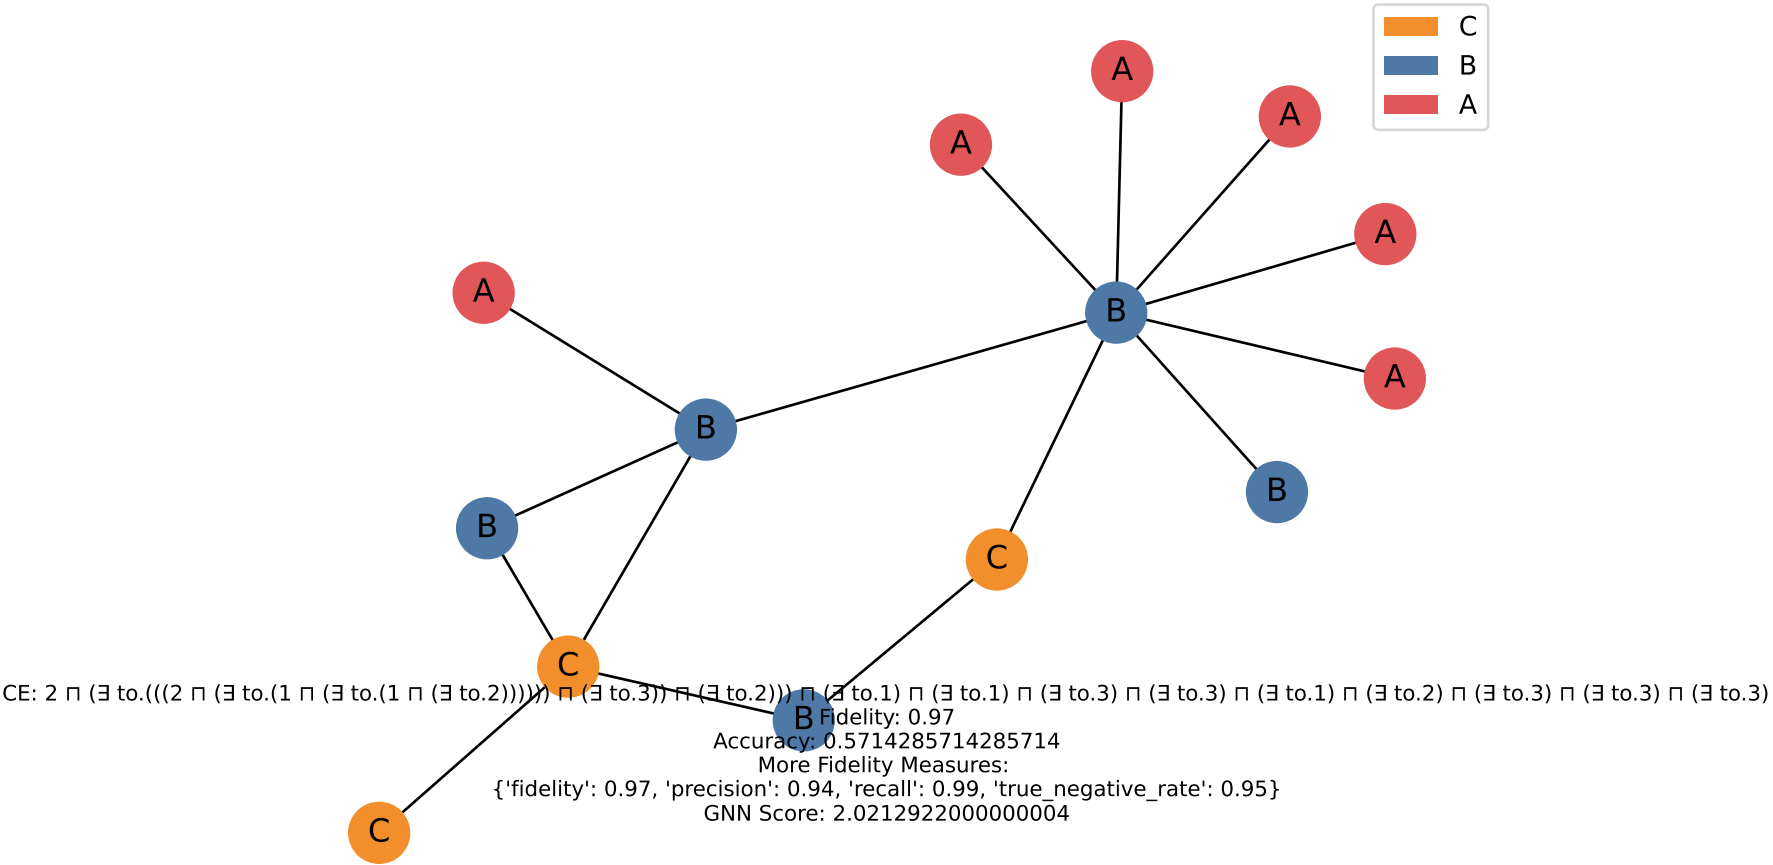 C
B
A
A
A
A
A
A
A
B
B
B
B
C
C
B
C
CE: 2 ⊓ (∃ to.(((2 ⊓ (∃ to.(1 ⊓ (∃ to.(1 ⊓ (∃ to.2)))))) ⊓ (∃ to.3)) ⊓ (∃ to.2))) ⊓ (∃ to.1) ⊓ (∃ to.1) ⊓ (∃ to.3) ⊓ (∃ to.3) ⊓ (∃ to.1) ⊓ (∃ to.2) ⊓ (∃ to.3) ⊓ (∃ to.3) ⊓ (∃ to.3)
Fidelity: 0.97
Accuracy: 0.5714285714285714
More Fidelity Measures:
{'fidelity': 0.97, 'precision': 0.94, 'recall': 0.99, 'true_negative_rate': 0.95}
GNN Score: 2.0212922000000004